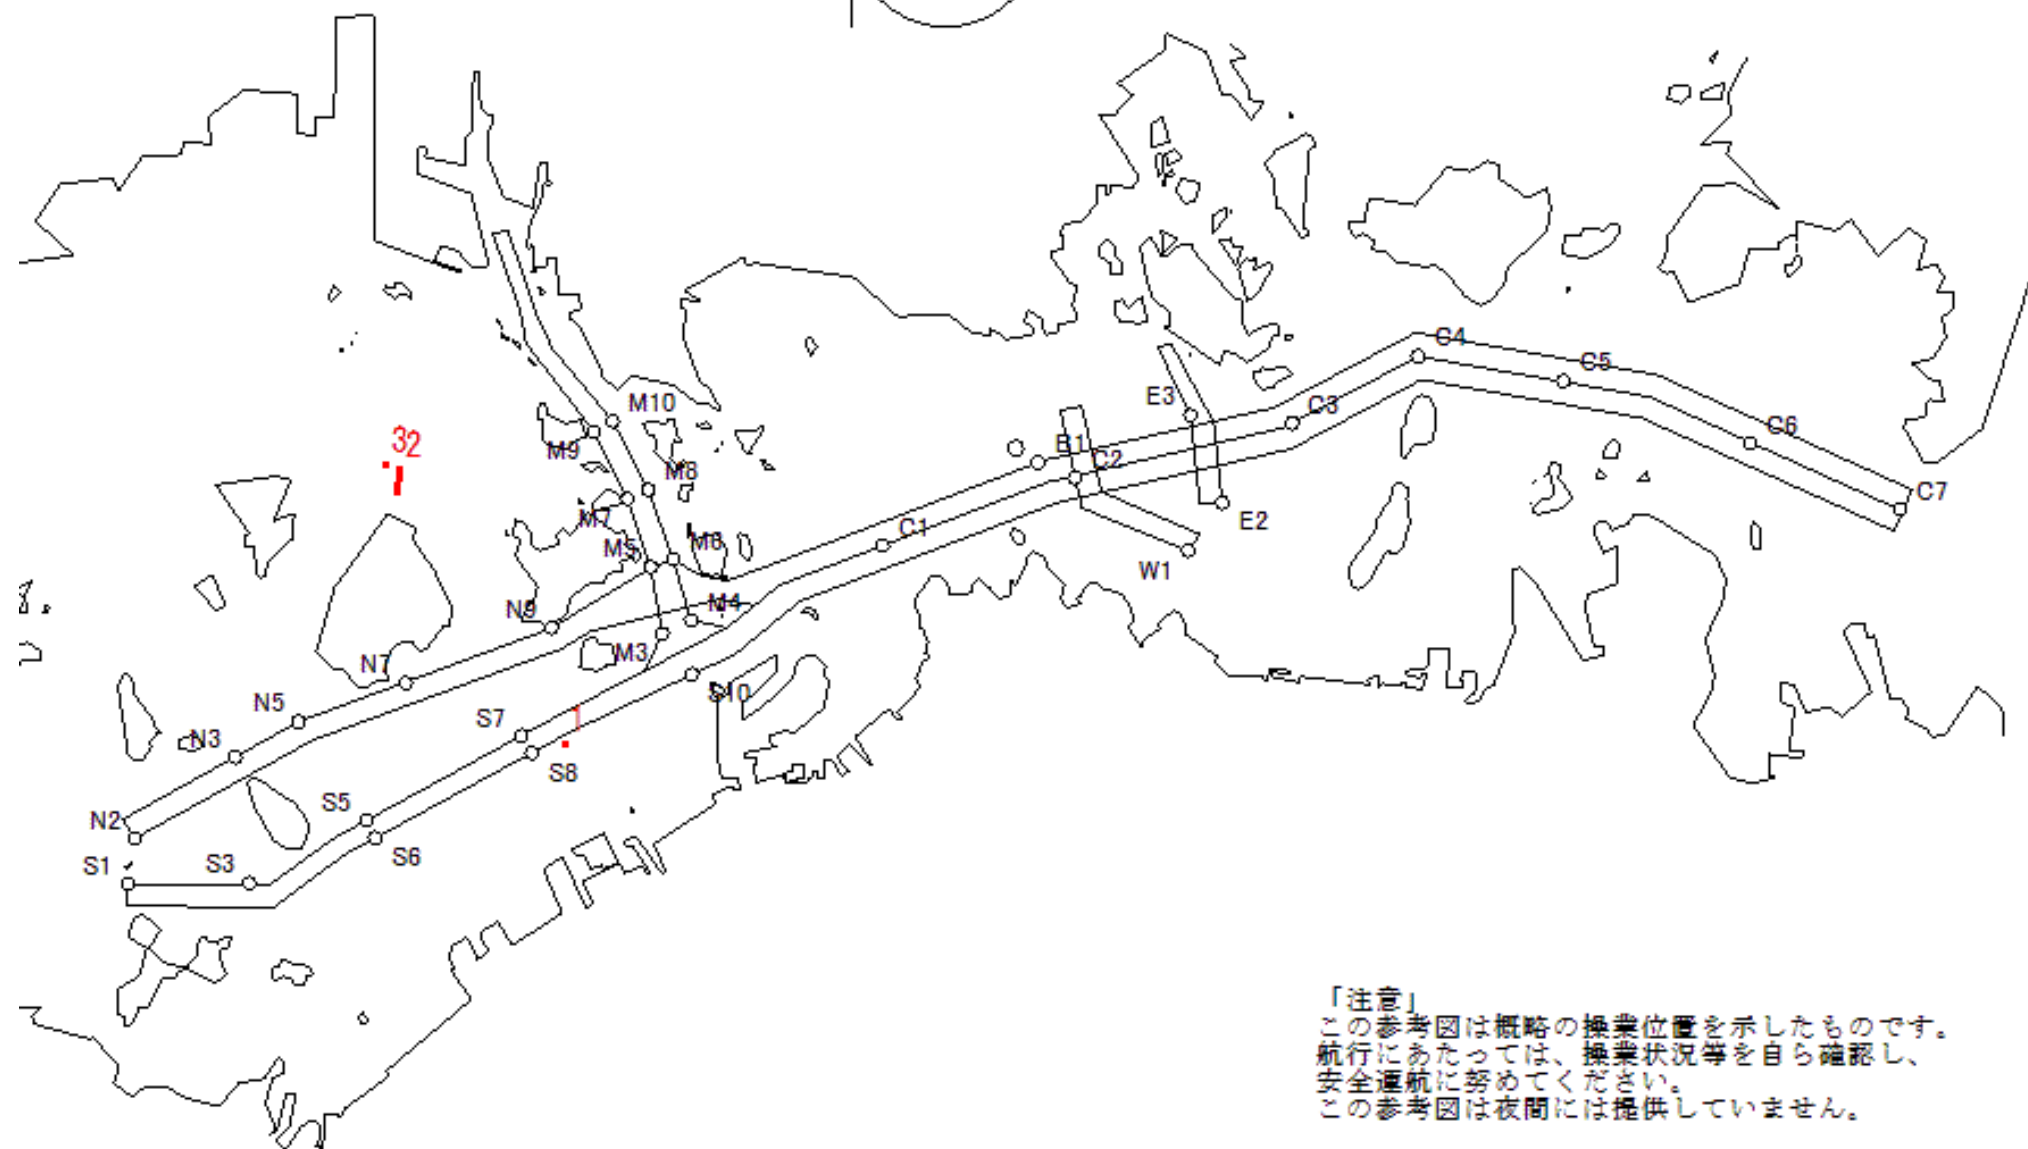 32
M10
C4
C5
E3
C3
M9
B1
C6
M8
C2
C7
M7
E2
C1
M5
M6
W1
N9
M4
M3
N7
S10
N5
S7
1
N3
S8
S5
N2
S6
S1
S3
「注意」
この参考図は概略の操業位置を示したものです。
航行にあたっては、操業状況等を自ら確認し、
安全運航に努めてください。
この参考図は夜間には提供していません。